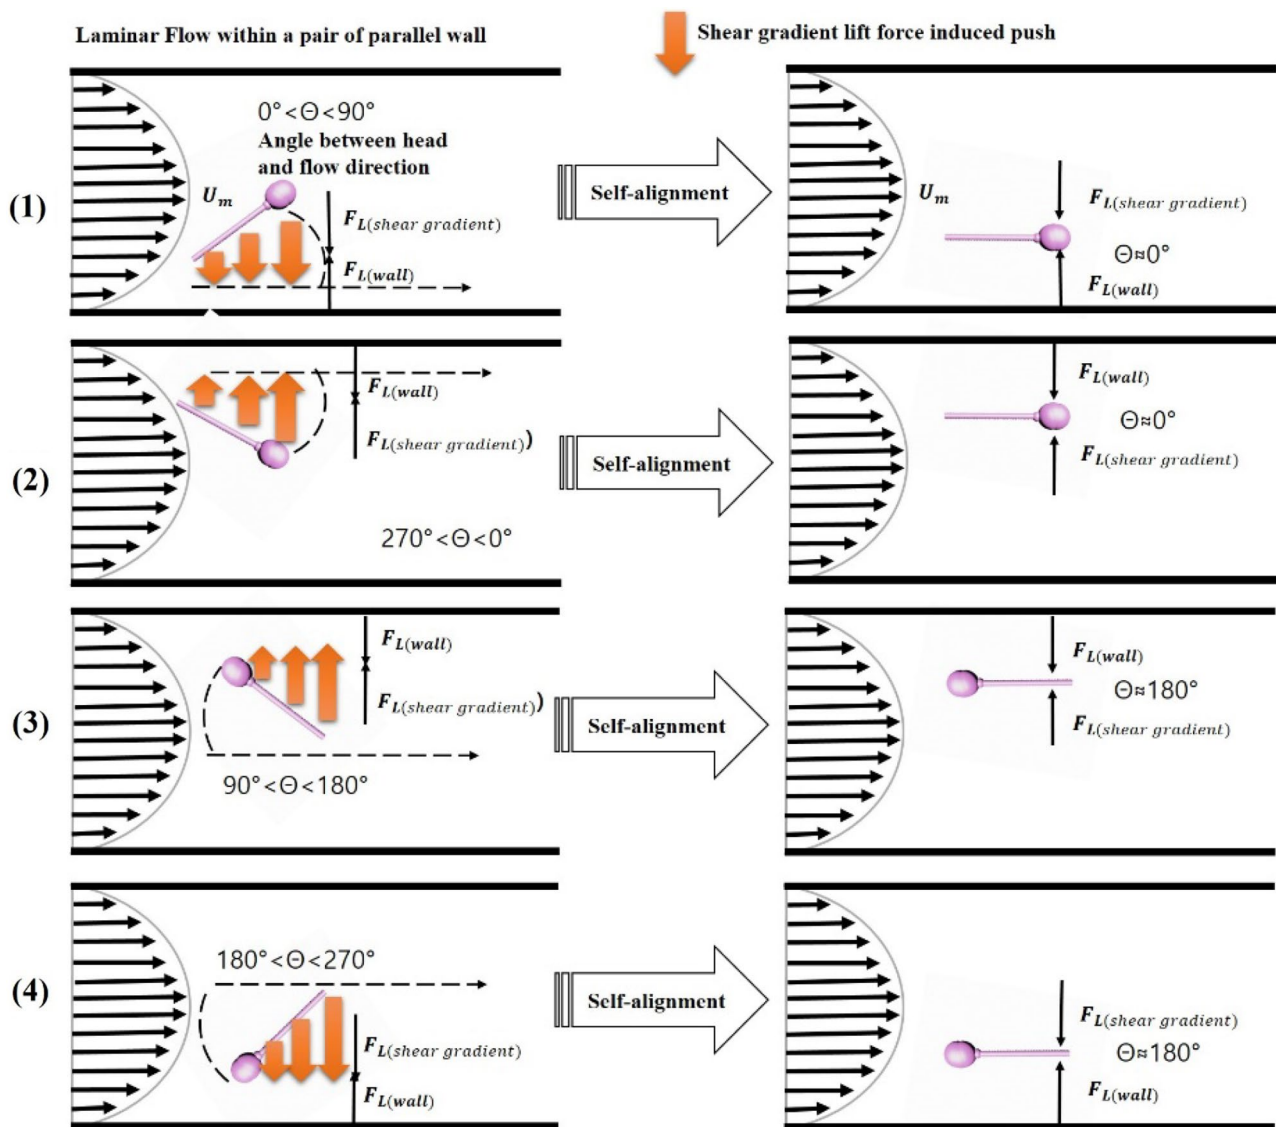 Laminar Flow within a pair of parallel wall
Shear gradient lift force induced push
(1)
0°<Θ<90°
Angle between head
and flow direction
U_m
F_L(shear gradient)
F_L(wall)
Self-alignment
U_m
F_L(shear gradient)
Θ≈0°
F_L(wall)
(2)
F_L(wall)
F_L(shear gradient))
270°<Θ<0°
Self-alignment
F_L(wall)
Θ≈0°
F_L(shear gradient)
(3)
F_L(wall)
F_L(shear gradient))
90°<Θ<180°
Self-alignment
F_L(wall)
Θ≈180°
F_L(shear gradient)
(4)
180°<Θ<270°
F_L(shear gradient)
F_L(wall)
Self-alignment
F_L(shear gradient)
Θ≈180°
F_L(wall)